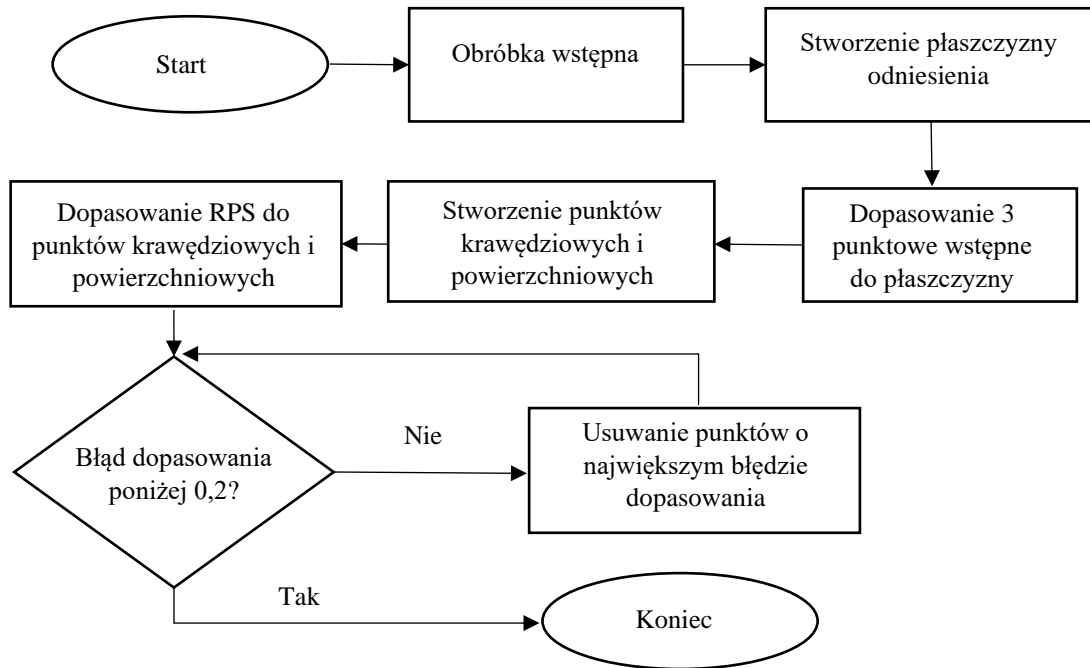 Start
Obróbka wstępna
Stworzenie płaszczyzny
odniesienia
Dopasowanie 3
punktowe wstępne
do płaszczyzny
Stworzenie punktów
krawędziowych i
powierzchniowych
Dopasowanie RPS do
punktów krawędziowych i
powierzchniowych
Błąd dopasowania
poniżej 0,2?
Nie
Usuwanie punktów o
największym błędzie
dopasowania
Tak
Koniec